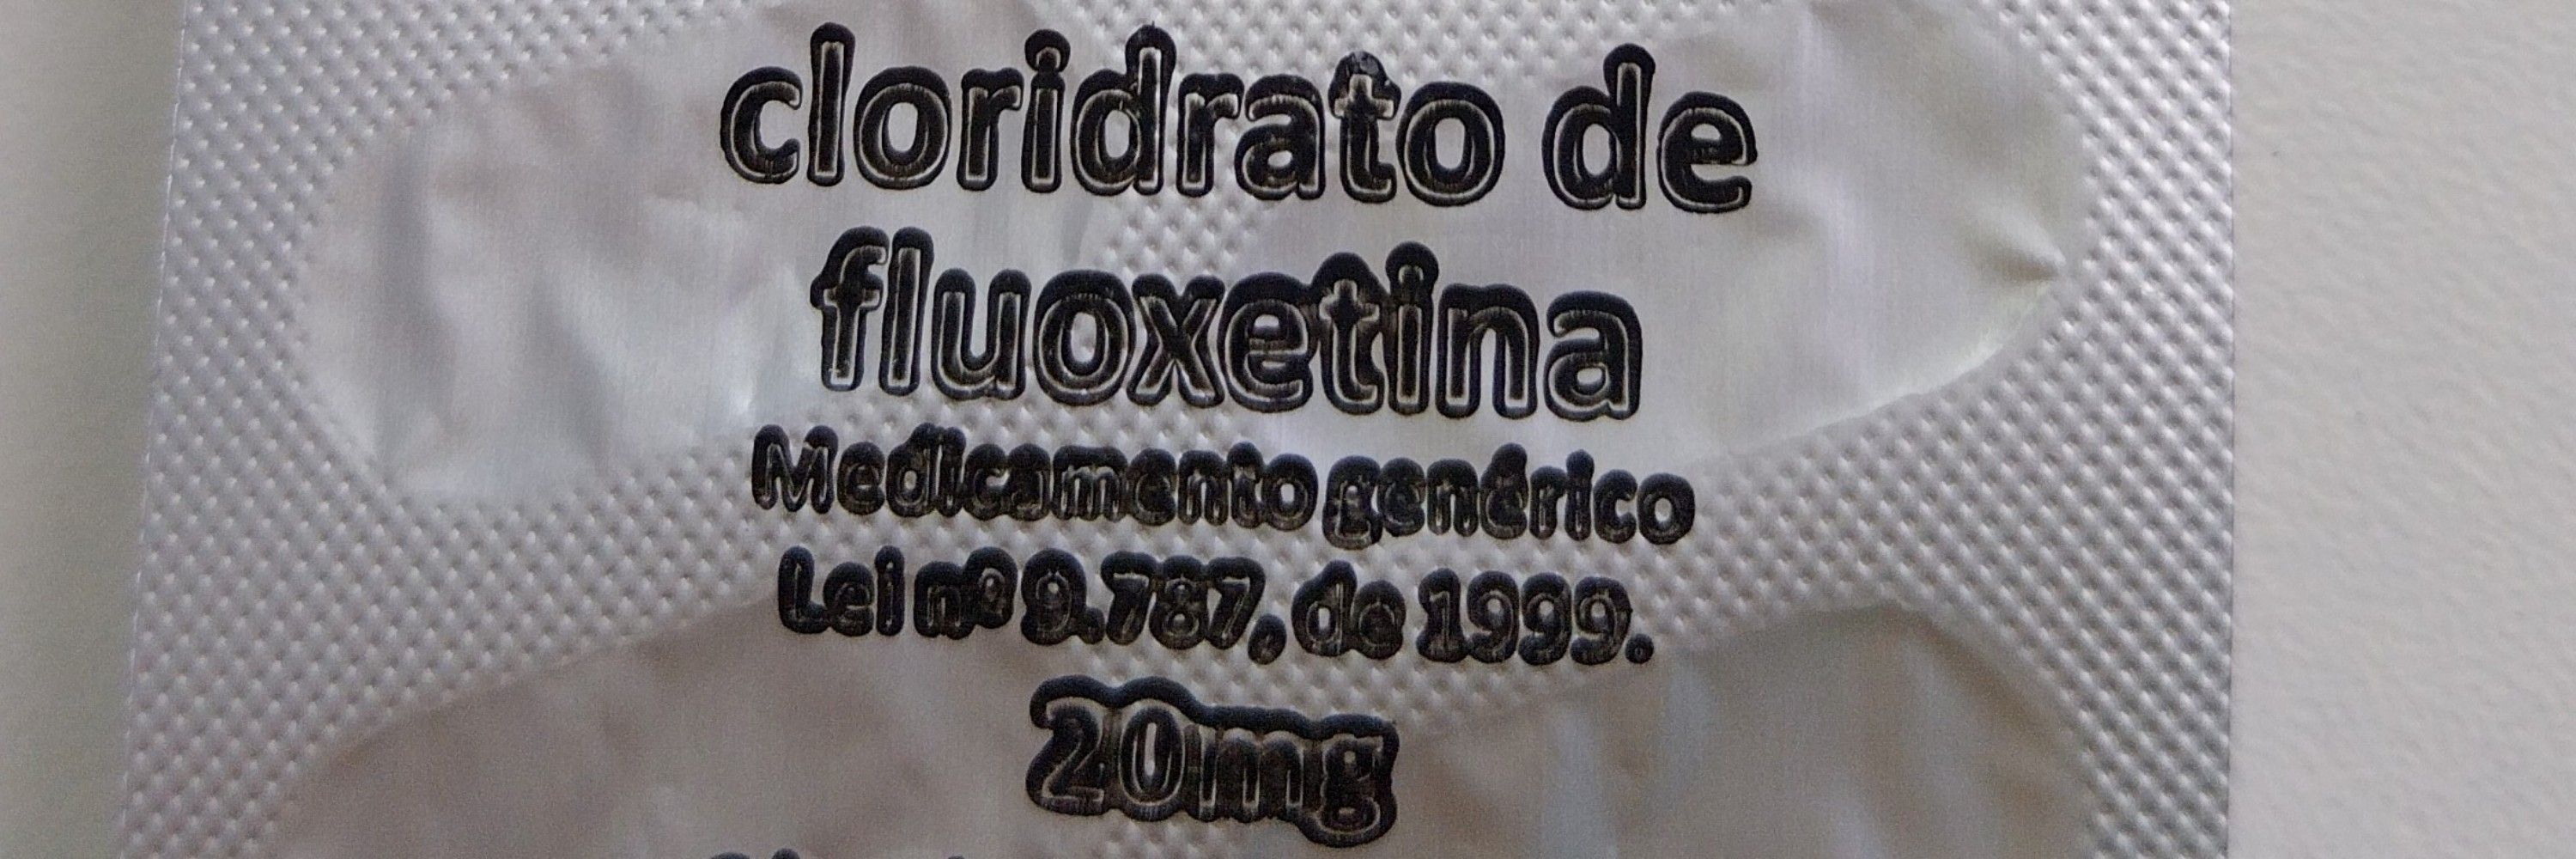 cloridrato de
fluoxetina
Medicamento genérico
Lei nº 9.787, de 1999.
20mg